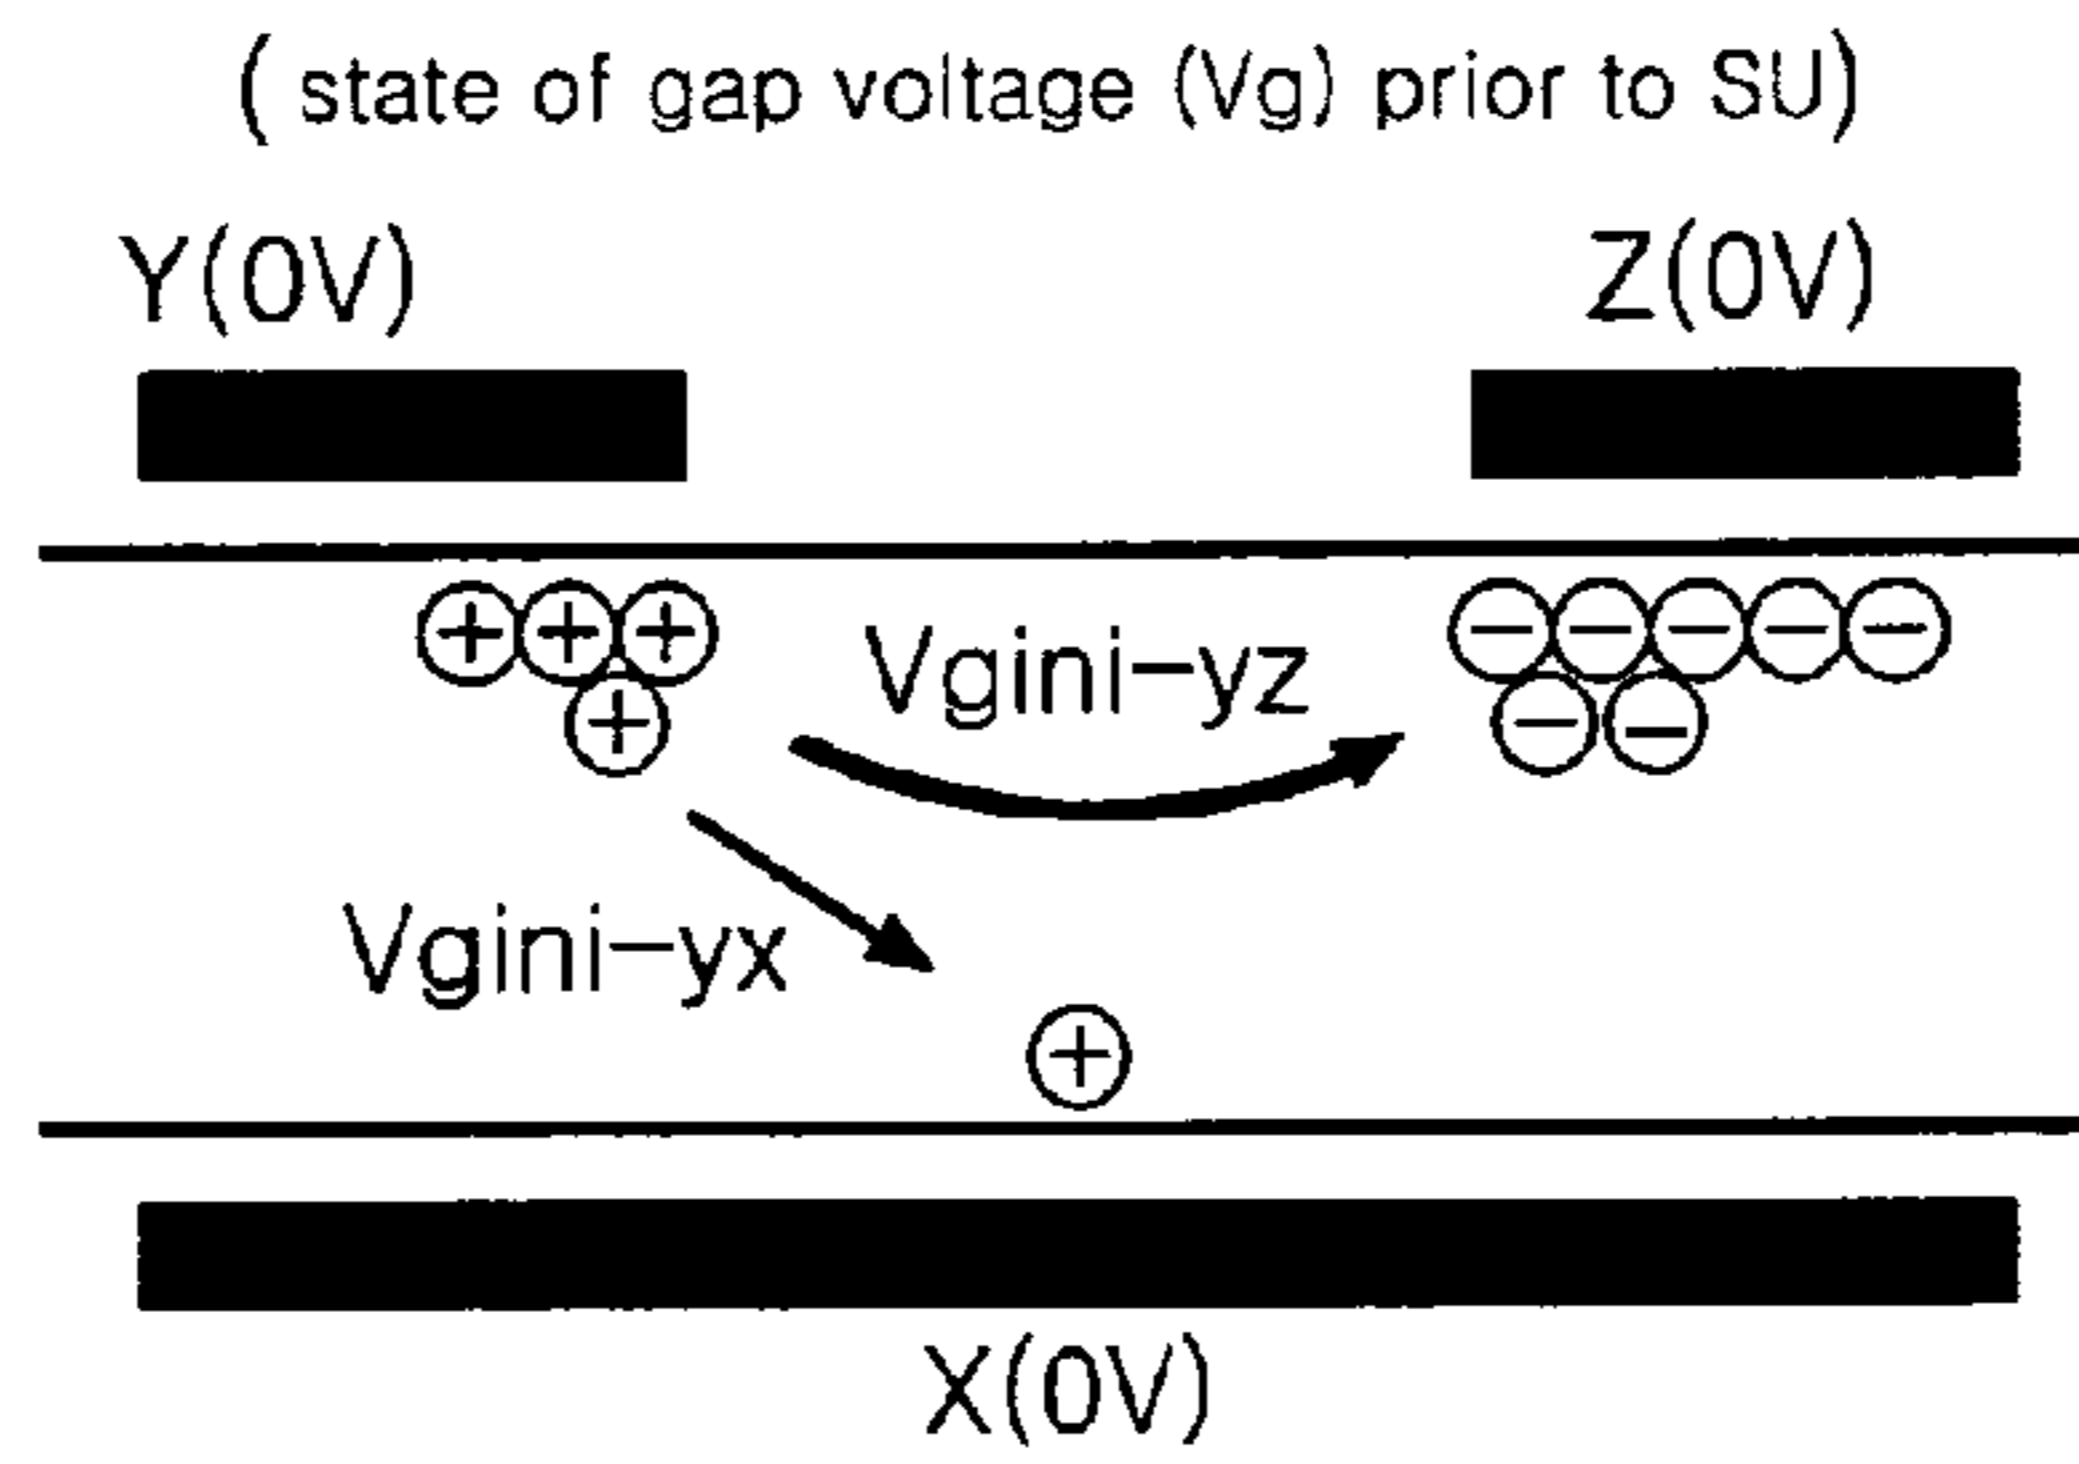 ( state of gap voltage (Vg) prior to SU)
Y(0V)
Z(0V)
Vgini-yz
Vgini-yx
X(0V)